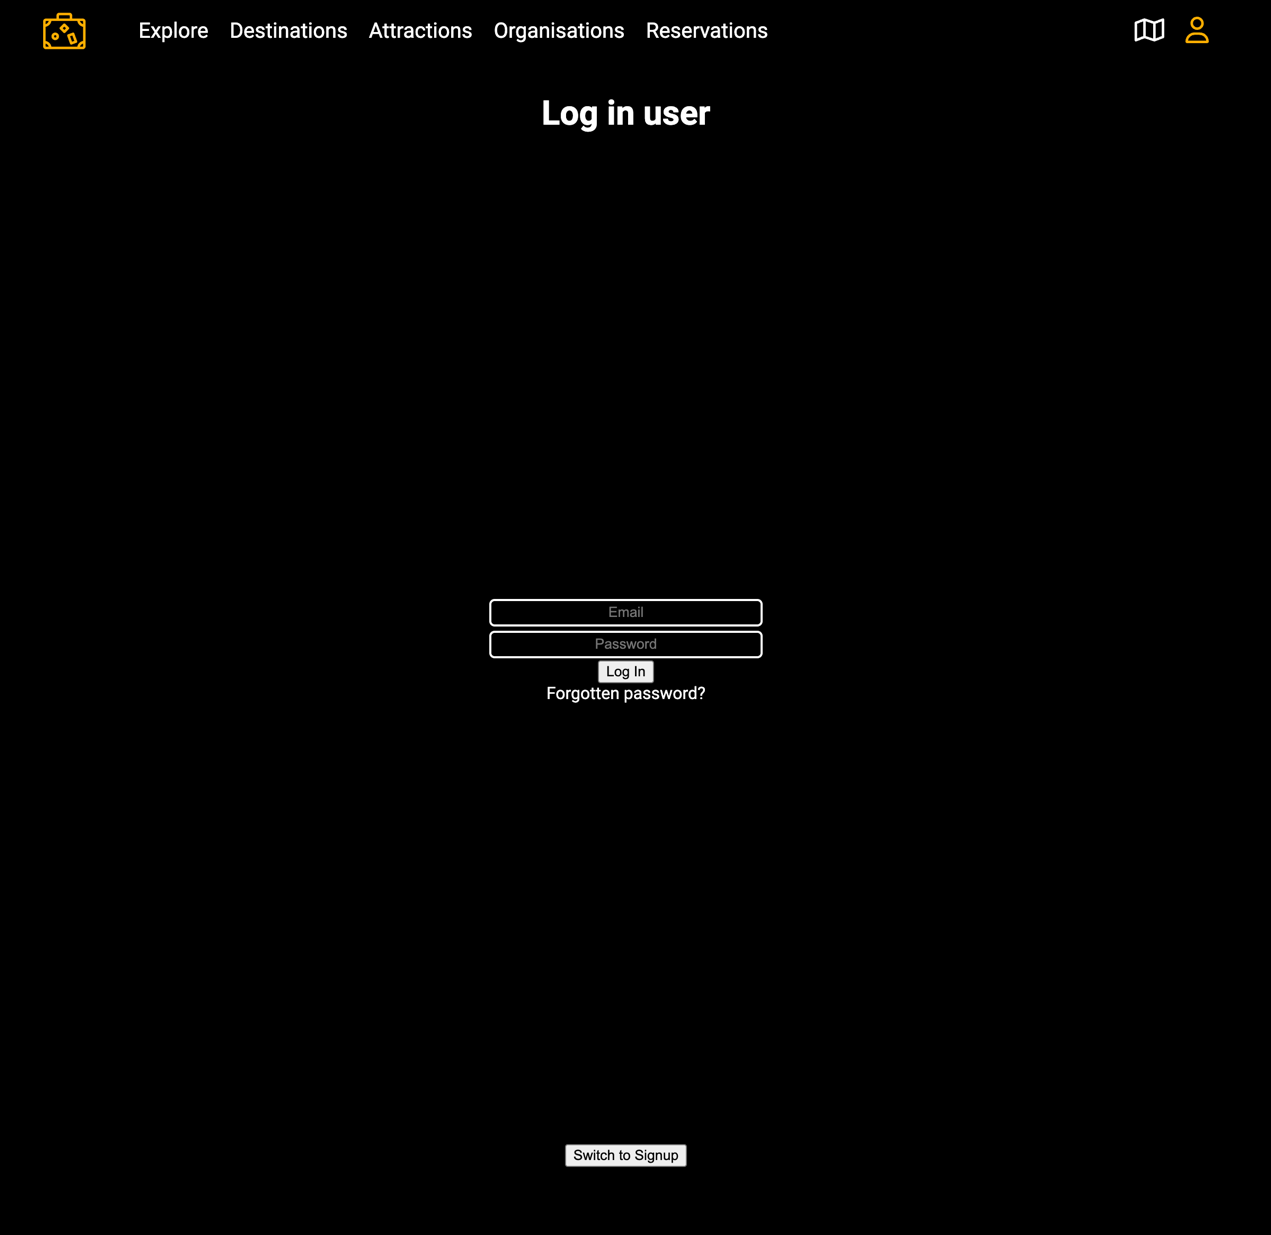 Explore Destinations Attractions Organisations Reservations
Log in user
Email
Password
Log In
Forgotten password?
Switch to Signup